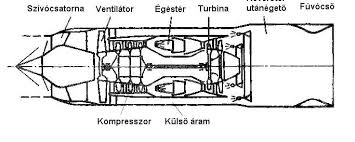 Szívócsatorna Ventilátor Égéstér Turbina utánégető Fúvócső
Kompresszor Külső áram